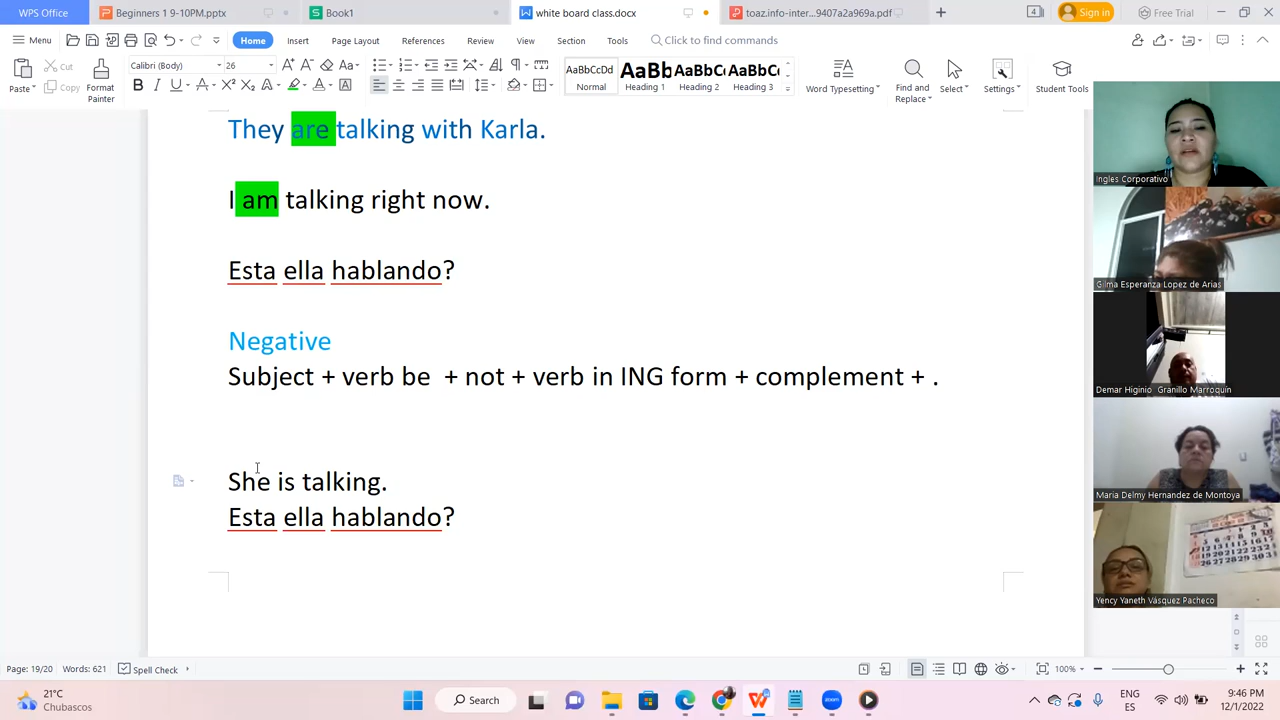 WPS Office
Beginners 1 9-10PM.pptx
Book1
white board class.docx
toaz.info-inter...9407a2a969a.pdf
4
Sign in
Free Trial
Menu
Home
Insert
Page Layout
References
Review
View
Section
Tools
Click to find commands
Paste
Cut
Copy
Format Painter
Calibri (Body)
26
AaBbCcDd
Normal
AaBb
Heading 1
AaBbC
Heading 2
AaBbC
Heading 3
Word Typesetting
Find and Replace
Select
Settings
Student Tools
They are talking with Karla.
I am talking right now.
Esta ella hablando?
Negative
Subject + verb be + not + verb in ING form + complement + .
She is talking.
Esta ella hablando?
Ingles Corporativo
Gilma Esperanza Lopez de Arias
Demar Higinio Granillo Marroquín
Maria Delmy Hernandez de Montoya
Yency Yaneth Vásquez Pacheco
Page: 19/20
Words: 621
Spell Check
100%
21°C
Chubascos
Search
ENG
ES
9:46 PM
12/1/2022